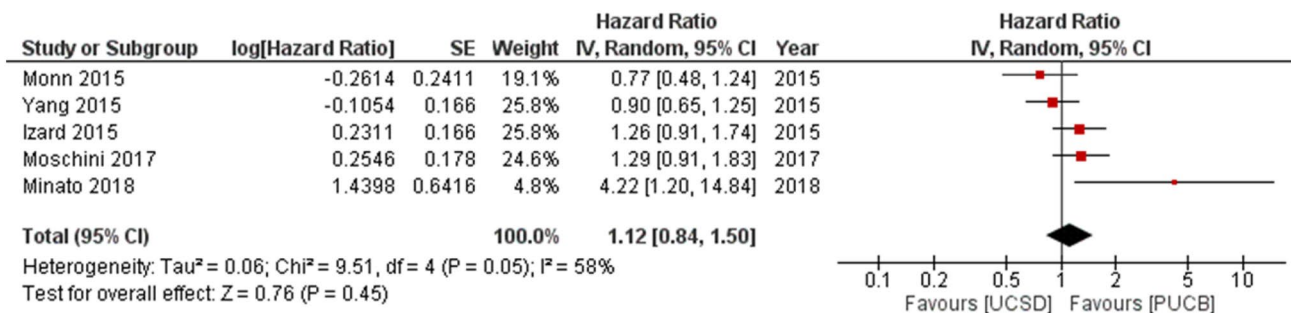 Hazard Ratio Hazard Ratio
Study or Subgroup log[Hazard Ratio] SE Weight IV, Random, 95% CI Year IV, Random, 95% CI
Monn 2015 -0.2614 0.2411 19.1% 0.77 [0.48, 1.24] 2015
Yang 2015 -0.1054 0.166 25.8% 0.90 [0.65, 1.25] 2015
Izard 2015 0.2311 0.166 25.8% 1.26 [0.91, 1.74] 2015
Moschini 2017 0.2546 0.178 24.6% 1.29 [0.91, 1.83] 2017
Minato 2018 1.4398 0.6416 4.8% 4.22 [1.20, 14.84] 2018
Total (95% CI) 100.0% 1.12 [0.84, 1.50]
Heterogeneity: Tau² = 0.06; Chi² = 9.51, df = 4 (P = 0.05); I² = 58%
Test for overall effect: Z = 0.76 (P = 0.45)
0.1 0.2 0.5 1 2 5 10
Favours [UCSD] Favours [PUCB]